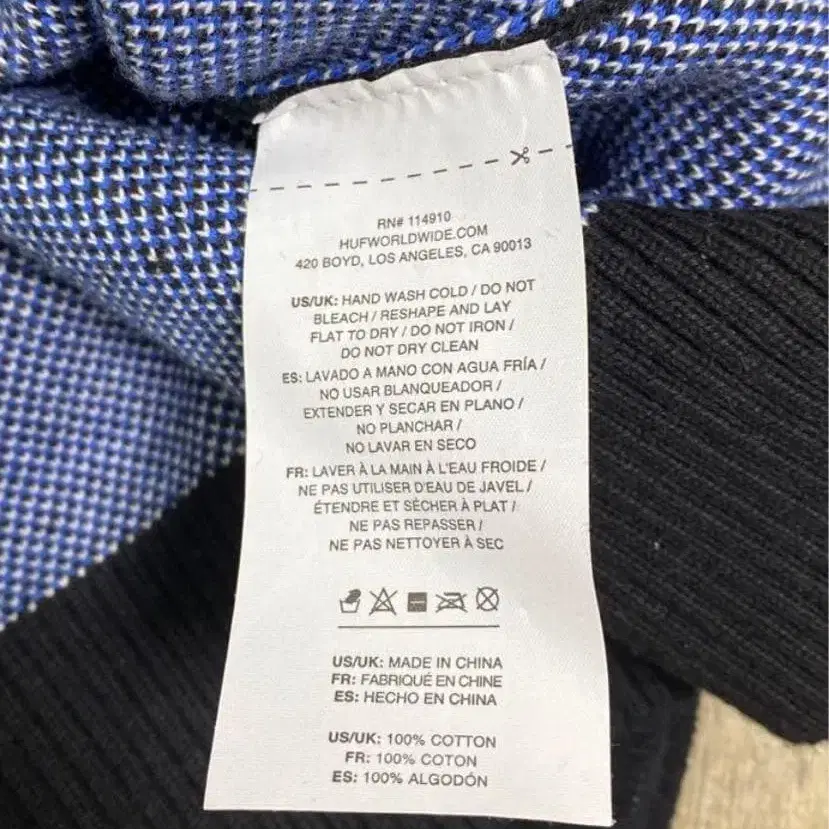 RN# 114910
HUFWORLDWIDE.COM
420 BOYD, LOS ANGELES, CA 90013
US/UK: HAND WASH COLD / DO NOT
BLEACH / RESHAPE AND LAY
FLAT TO DRY / DO NOT IRON /
DO NOT DRY CLEAN
ES: LAVADO A MANO CON AGUA FRÍA /
NO USAR BLANQUEADOR /
EXTENDER Y SECAR EN PLANO /
NO PLANCHAR /
NO LAVAR EN SECO
FR: LAVER À LA MAIN À L'EAU FROIDE /
NE PAS UTILISER D'EAU DE JAVEL /
ÉTENDRE ET SÈCHER À PLAT /
NE PAS REPASSER /
NE PAS NETTOYER À SEC
US/UK: MADE IN CHINA
FR: FABRIQUÉ EN CHINE
ES: HECHO EN CHINA
US/UK: 100% COTTON
FR: 100% COTON
ES: 100% ALGODÓN